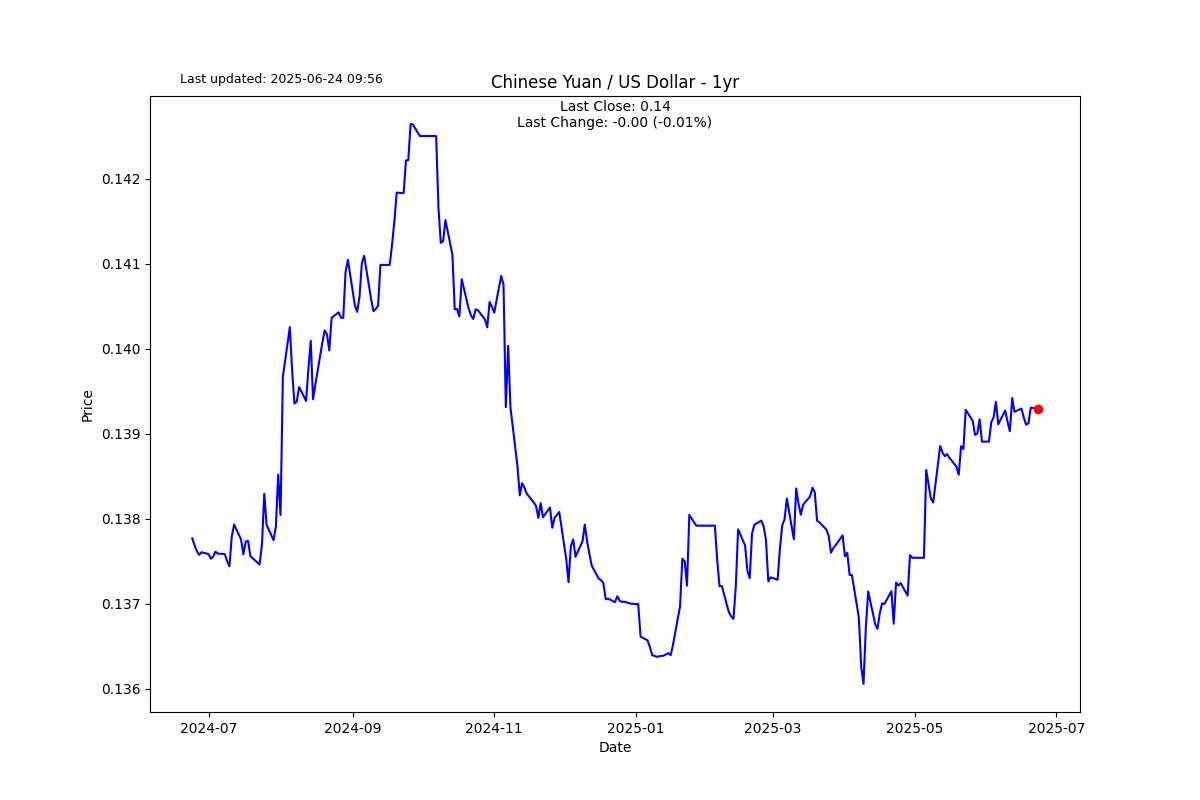 Last updated: 2025-06-24 09:56
Chinese Yuan / US Dollar - 1yr
Last Close: 0.14
Last Change: -0.00 (-0.01%)
0.142
0.141
0.140
0.139
0.138
0.137
0.136
Price
2024-07 2024-09 2024-11 2025-01 2025-03 2025-05 2025-07
Date